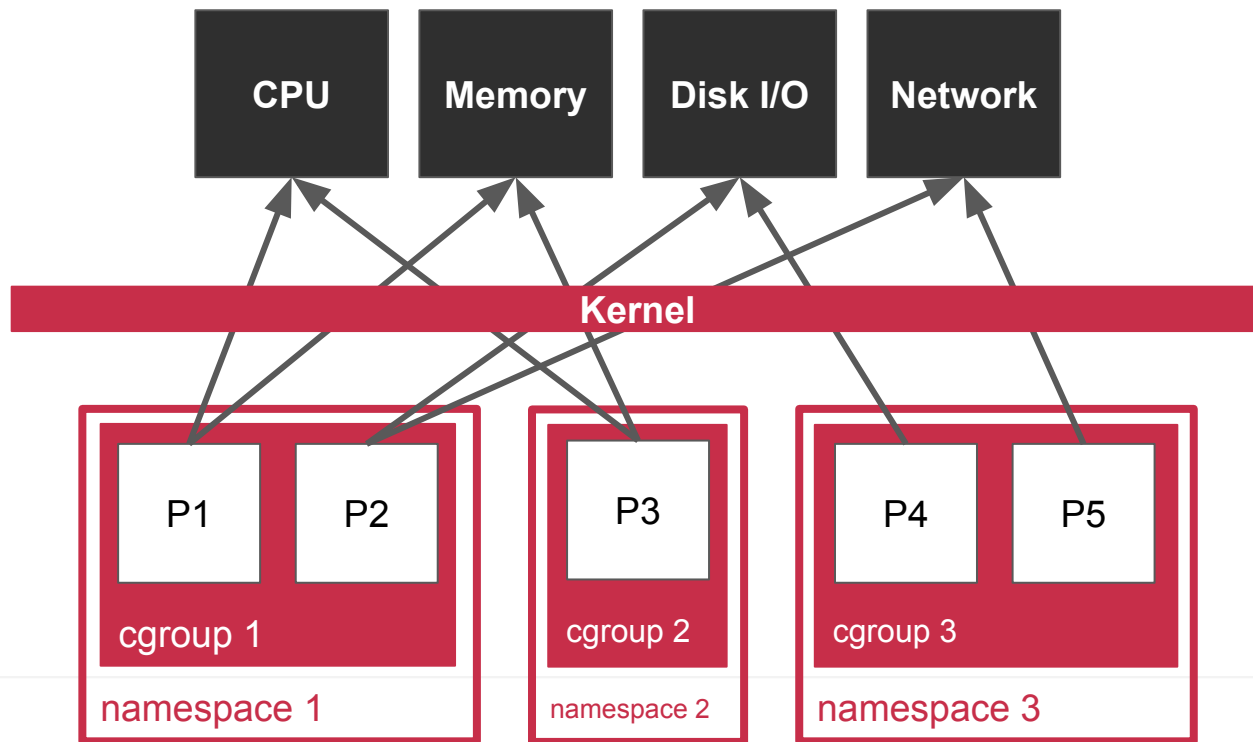 CPU
Memory
Disk I/O
Network
Kernel
P1
P2
P3
P4
P5
cgroup 1
cgroup 2
cgroup 3
namespace 1
namespace 2
namespace 3